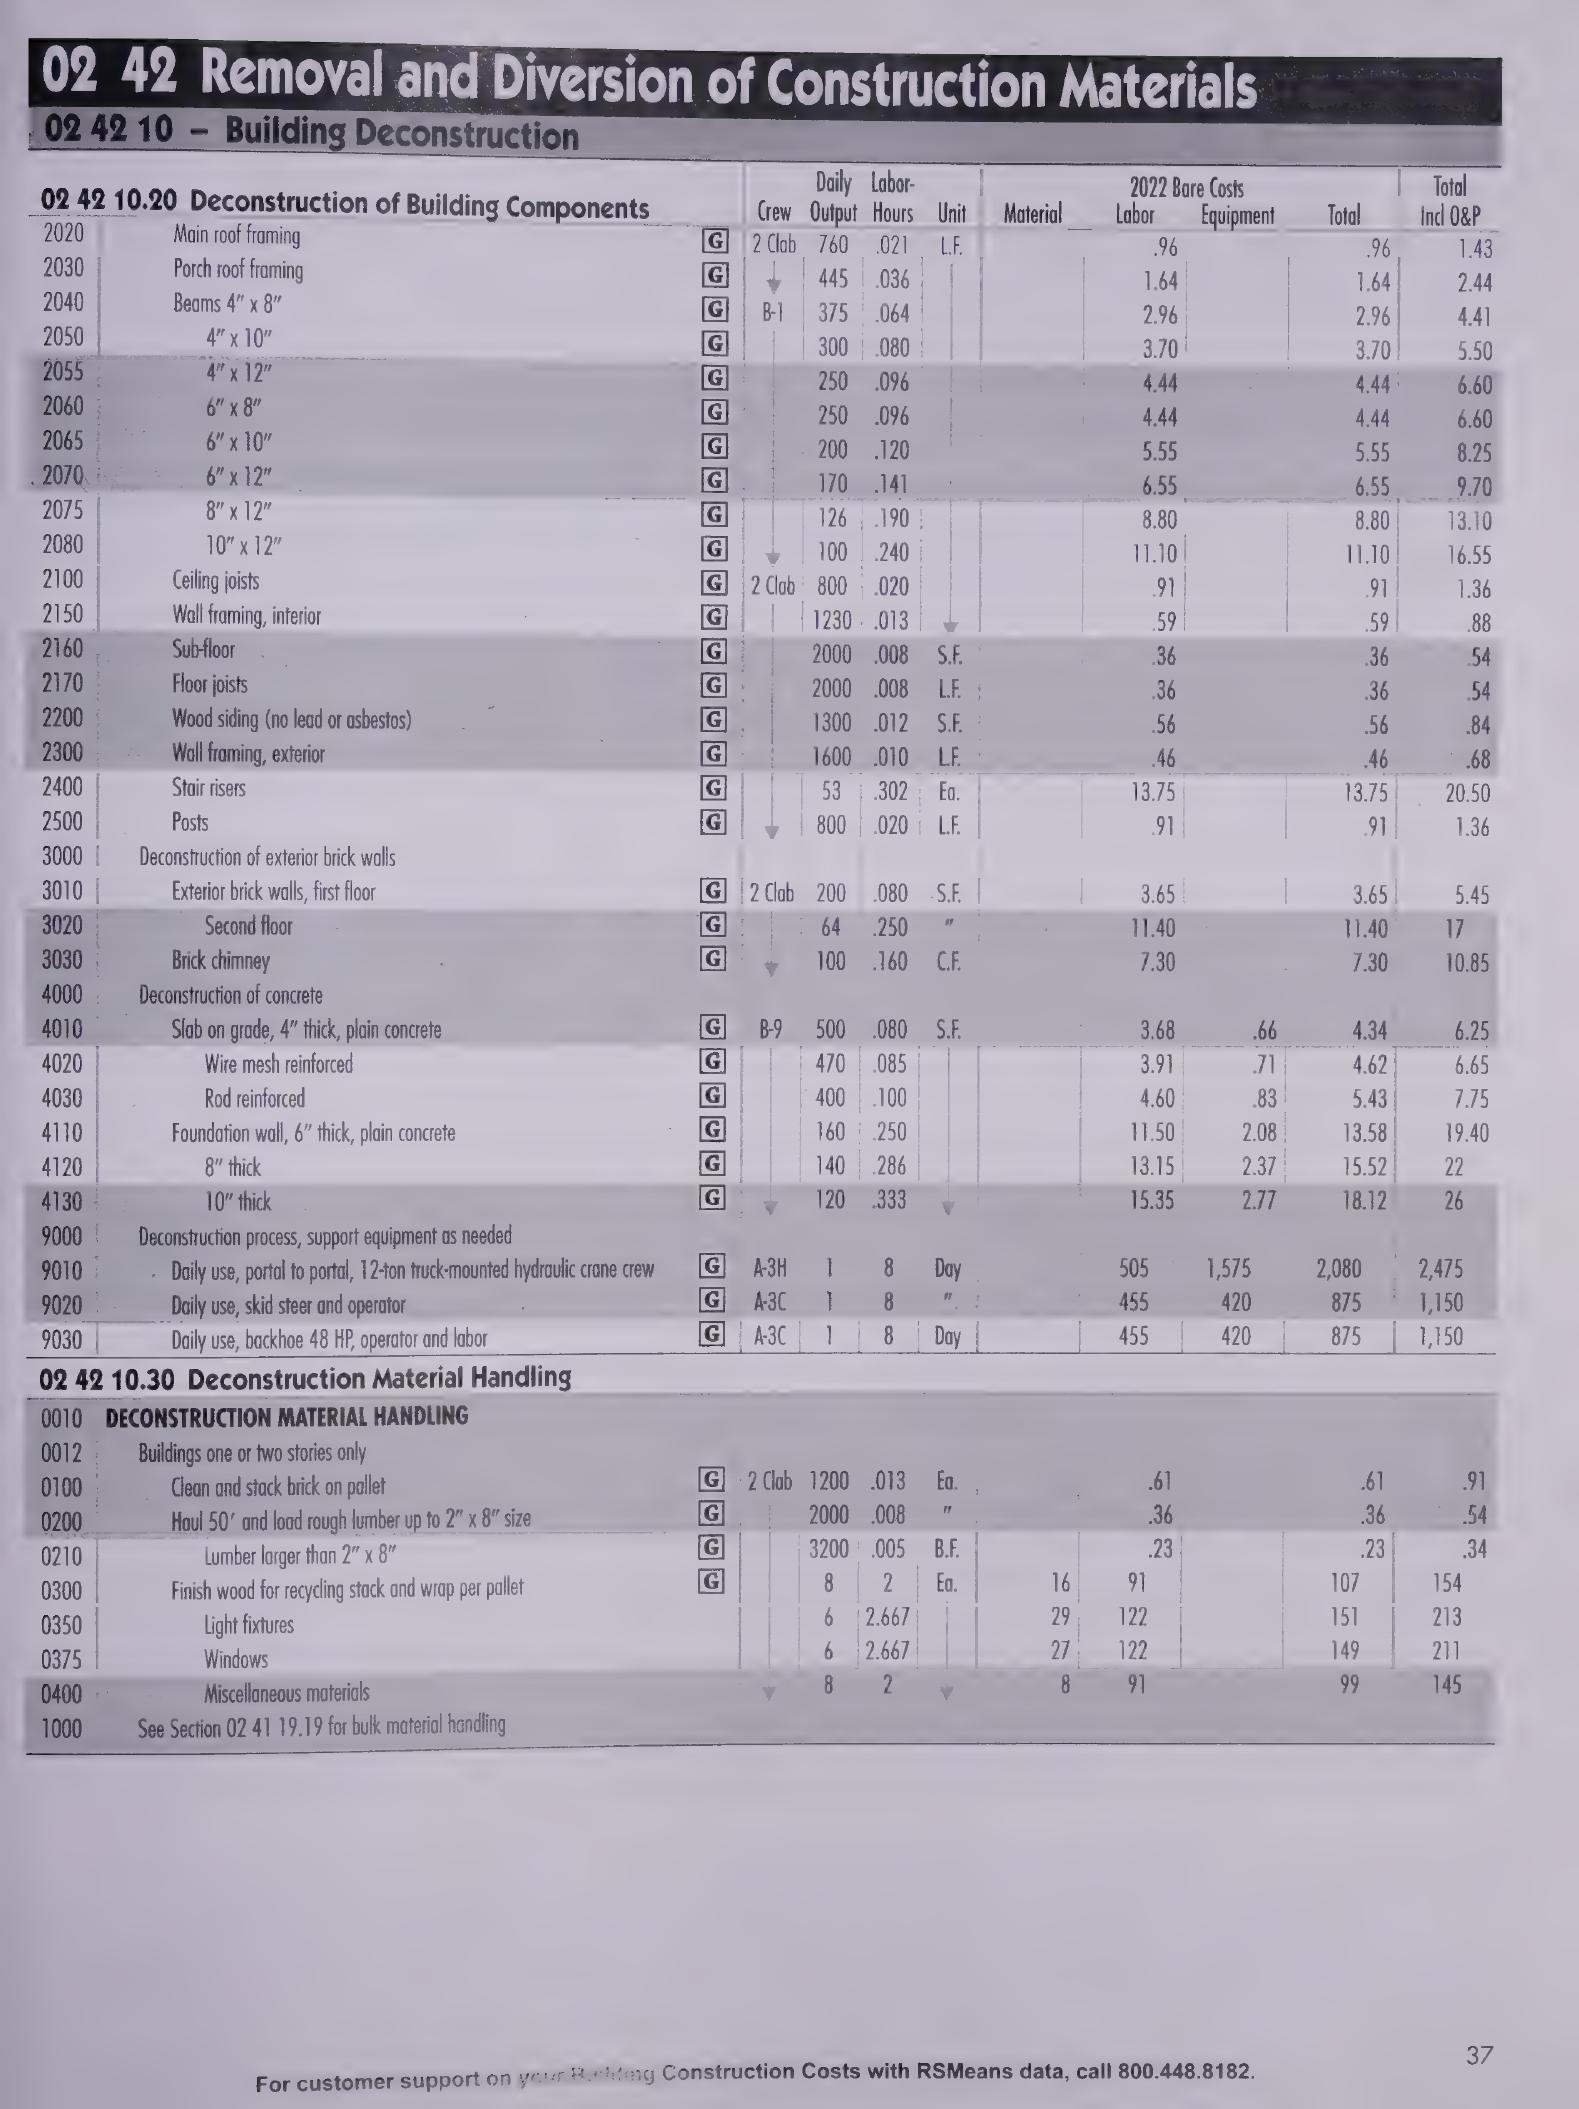 02 42 Removal and Diversion of Construction Materials
02 42 10 – Building Deconstruction
02 42 10.20 Deconstruction of Building Components Crew Daily Output Labor-Hours Unit Material 2022 Bare Costs Labor Equipment Total Total Incl O&P
2020 Main roof framing G 2 Clab 760 .021 L.F. .96 .96 1.43
2030 Porch roof framing G 445 .036 1.64 1.64 2.44
2040 Beams 4" x 8" G B-1 375 .064 2.96 2.96 4.41
2050 4" x 10" G 300 .080 3.70 3.70 5.50
2055 4" x 12" G 250 .096 4.44 4.44 6.60
2060 6" x 8" G 250 .096 4.44 4.44 6.60
2065 6" x 10" G 200 .120 5.55 5.55 8.25
2070 6" x 12" G 170 .141 6.55 6.55 9.70
2075 8" x 12" G 126 .190 8.80 8.80 13.10
2080 10" x 12" G 100 .240 11.10 11.10 16.55
2100 Ceiling joists G 2 Clab 800 .020 .91 .91 1.36
2150 Wall framing, interior G 1230 .013 .59 .59 .88
2160 Sub-floor G 2000 .008 S.F. .36 .36 .54
2170 Floor joists G 2000 .008 L.F. .36 .36 .54
2200 Wood siding (no lead or asbestos) G 1300 .012 S.F. .56 .56 .84
2300 Wall framing, exterior G 1600 .010 L.F. .46 .46 .68
2400 Stair risers G 53 .302 Ea. 13.75 13.75 20.50
2500 Posts G 800 .020 L.F. .91 .91 1.36
3000 Deconstruction of exterior brick walls
3010 Exterior brick walls, first floor G 2 Clab 200 .080 S.F. 3.65 3.65 5.45
3020 Second floor G 64 .250 " 11.40 11.40 17
3030 Brick chimney G 100 .160 C.F. 7.30 7.30 10.85
4000 Deconstruction of concrete
4010 Slab on grade, 4" thick, plain concrete G B-9 500 .080 S.F. 3.68 .66 4.34 6.25
4020 Wire mesh reinforced G 470 .085 3.91 .71 4.62 6.65
4030 Rod reinforced G 400 .100 4.60 .83 5.43 7.75
4110 Foundation wall, 6" thick, plain concrete G 160 .250 11.50 2.08 13.58 19.40
4120 8" thick G 140 .286 13.15 2.37 15.52 22
4130 10" thick G 120 .333 15.35 2.77 18.12 26
9000 Deconstruction process, support equipment as needed
9010 Daily use, portal to portal, 12-ton truck-mounted hydraulic crane crew G A-3H 1 8 Day 505 1,575 2,080 2,475
9020 Daily use, skid steer and operator G A-3C 1 8 " 455 420 875 1,150
9030 Daily use, backhoe 48 HP, operator and labor G A-3C 1 8 Day 455 420 875 1,150
02 42 10.30 Deconstruction Material Handling
0010 DECONSTRUCTION MATERIAL HANDLING
0012 Buildings one or two stories only
0100 Clean and stack brick on pallet G 2 Clab 1200 .013 Ea. .61 .61 .91
0200 Haul 50' and load rough lumber up to 2" x 8" size G 2000 .008 " .36 .36 .54
0210 Lumber larger than 2" x 8" G 3200 .005 B.F. .23 .23 .34
0300 Finish wood for recycling stack and wrap per pallet G 8 2 Ea. 16 91 107 154
0350 Light fixtures 6 2.667 29 122 151 213
0375 Windows 6 2.667 27 122 149 211
0400 Miscellaneous materials 8 2 8 91 99 145
1000 See Section 02 41 19.19 for bulk material handling
For customer support on your Construction Costs with RSMeans data, call 800.448.8182.
37